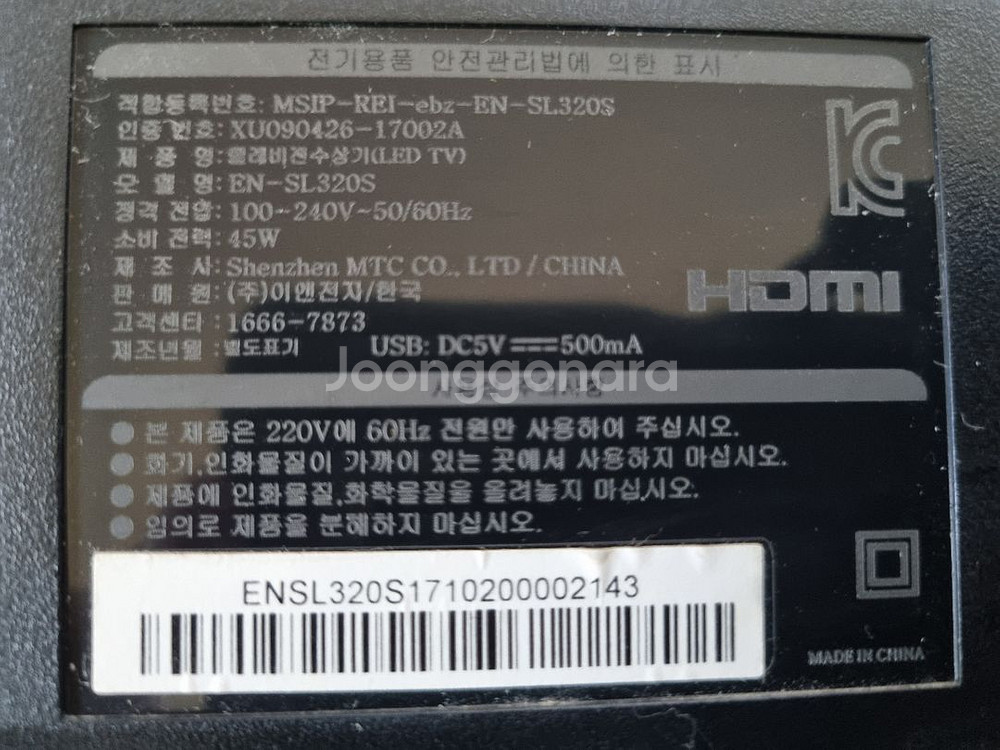 전기용품 안전관리법에 의한 표시
적합등록번호: MSIP-REI-ebz-EN-SL320S
인증번호: XU090426-17002A
제 품 명: 텔레비전수상기(LED TV)
모 델 명: EN-SL320S
정격 전압: 100~240V~50/60Hz
소비 전력: 45W
제 조 사: Shenzhen MTC CO., LTD / CHINA
판 매 원: (주)이앤전자/한국
고객센타 : 1666-7873
제조년월 : 별도표기 USB: DC5V 500mA
HDMI
Joonggonara
사용상 주의사항
본 제품은 220V에 60Hz 전원만 사용하여 주십시오.
화기,인화물질이 가까이 있는 곳에서 사용하지 마십시오.
제품에 인화물질,화학물질을 올려놓지 마십시오.
임의로 제품을 분해하지 마십시오.
ENSL320S1710200002143
MADE IN CHINA